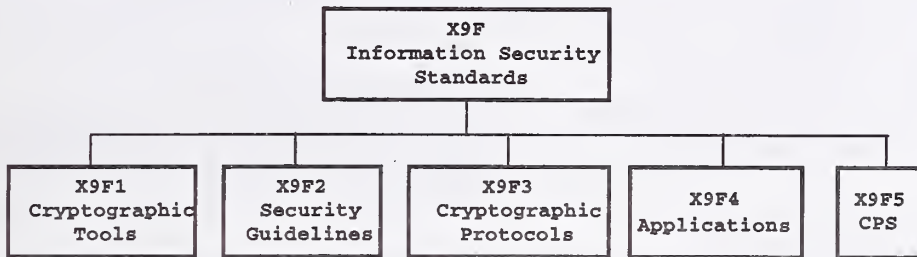 X9F
Information Security
Standards
X9F1
Cryptographic
Tools
X9F2
Security
Guidelines
X9F3
Cryptographic
Protocols
X9F4
Applications
X9F5
CPS